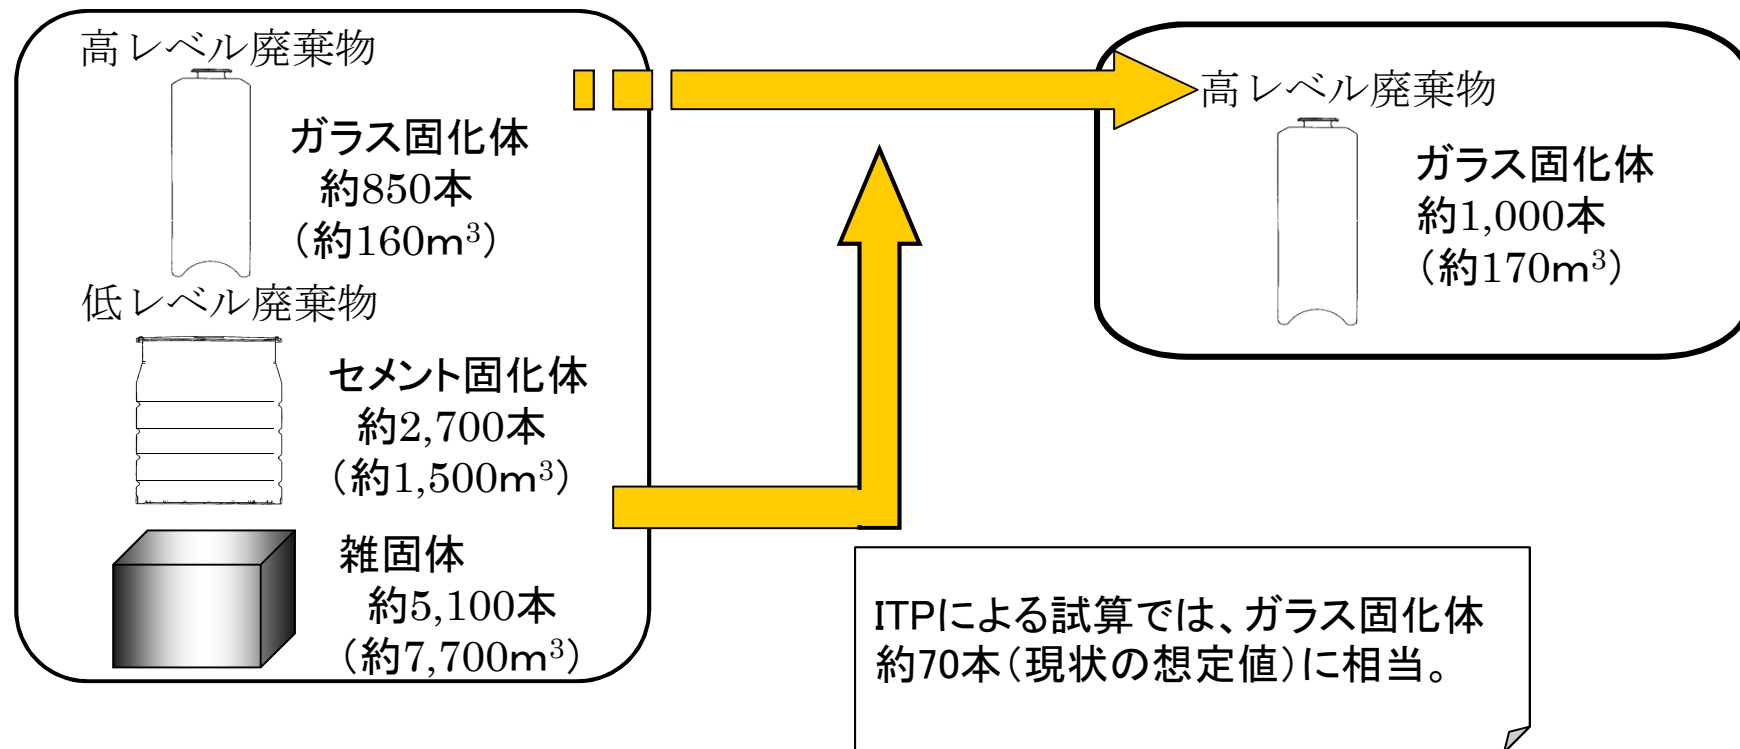 高レベル廃棄物
ガラス固化体
約850本
（約160m³）
低レベル廃棄物
セメント固化体
約2,700本
（約1,500m³）
雑固体
約5,100本
（約7,700m³）
高レベル廃棄物
ガラス固化体
約1,000本
（約170m³）
ITPによる試算では、ガラス固化体
約70本（現状の想定値）に相当。